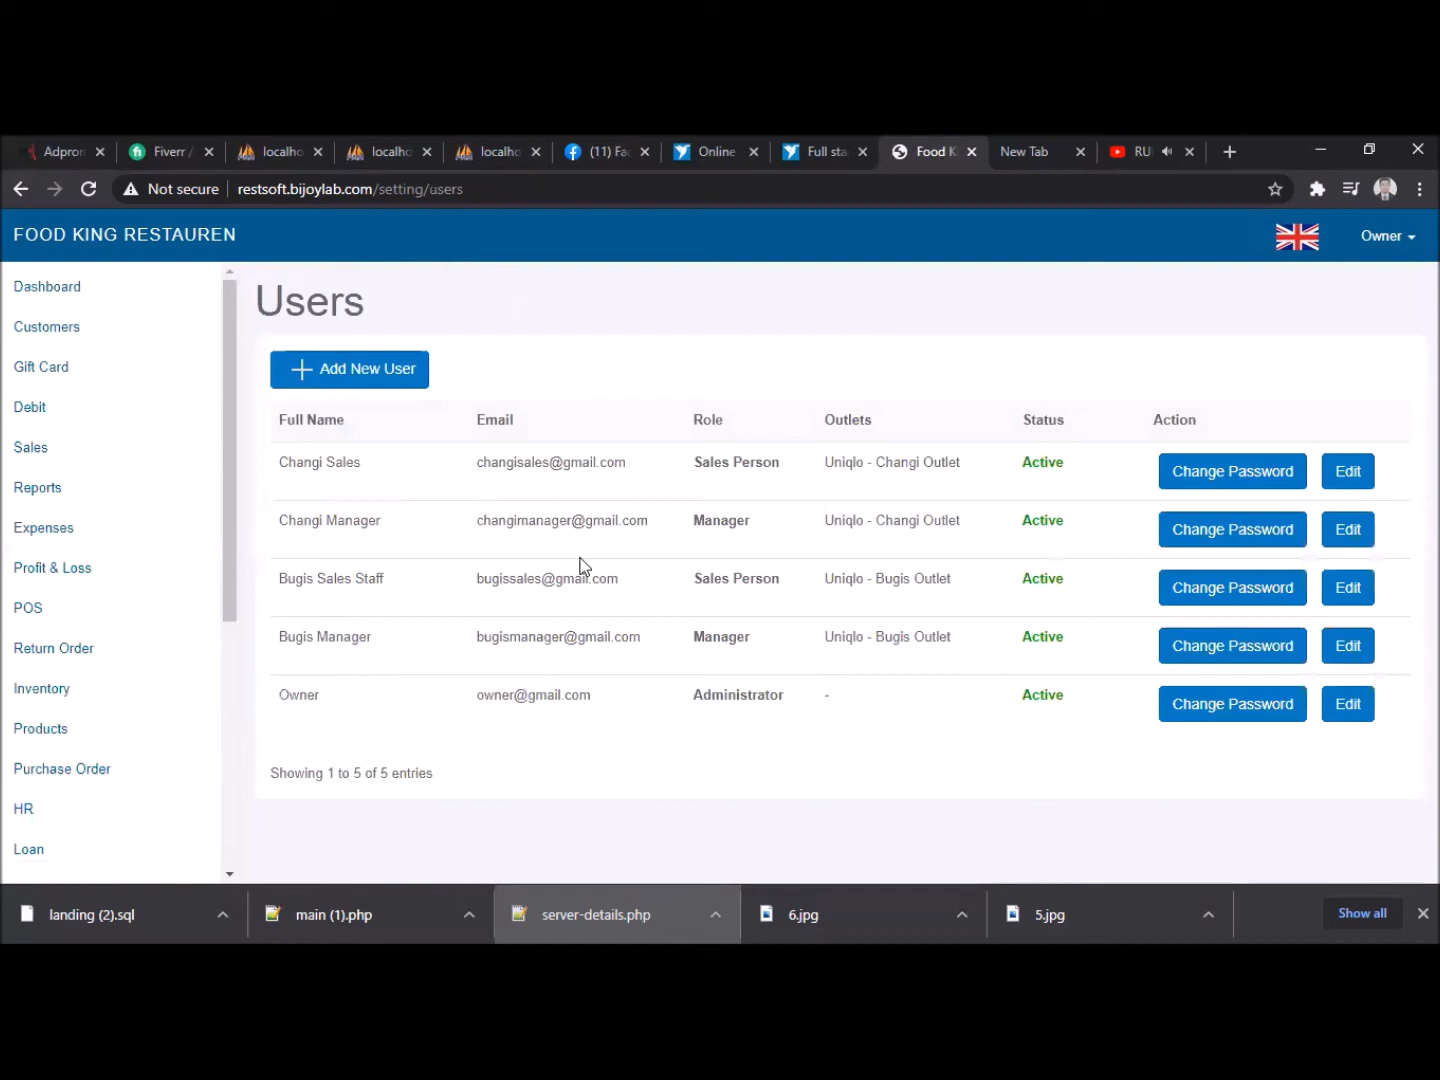 Adpron Fiverr / localho localho localho (11) Fac Online Full sta Food K New Tab RU
Not secure restsoft.bijoylab.com/setting/users
FOOD KING RESTAUREN Owner
Dashboard
Customers
Gift Card
Debit
Sales
Reports
Expenses
Profit & Loss
POS
Return Order
Inventory
Products
Purchase Order
HR
Loan
Users
Add New User
Full Name Email Role Outlets Status Action
Changi Sales changisales@gmail.com Sales Person Uniqlo - Changi Outlet Active Change Password Edit
Changi Manager changimanager@gmail.com Manager Uniqlo - Changi Outlet Active Change Password Edit
Bugis Sales Staff bugissales@gmail.com Sales Person Uniqlo - Bugis Outlet Active Change Password Edit
Bugis Manager bugismanager@gmail.com Manager Uniqlo - Bugis Outlet Active Change Password Edit
Owner owner@gmail.com Administrator - Active Change Password Edit
Showing 1 to 5 of 5 entries
landing (2).sql main (1).php server-details.php 6.jpg 5.jpg Show all